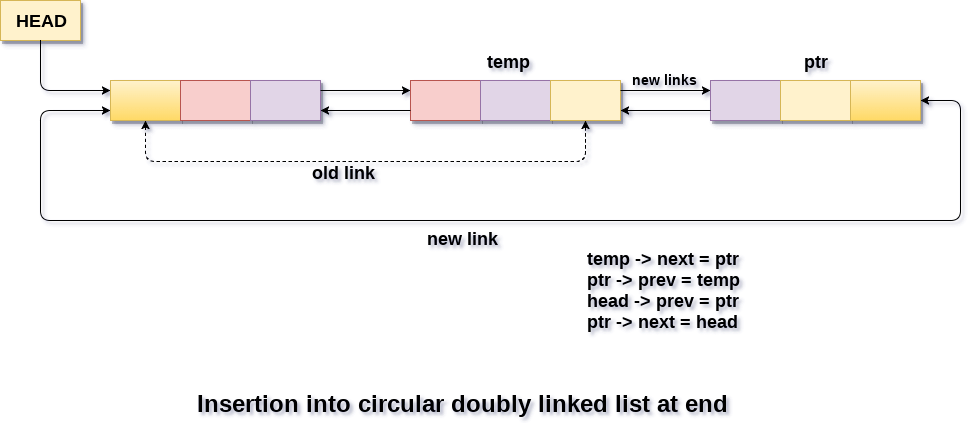 HEAD
temp
new links
ptr
old link
new link
temp -> next = ptr
ptr -> prev = temp
head -> prev = ptr
ptr -> next = head
Insertion into circular doubly linked list at end